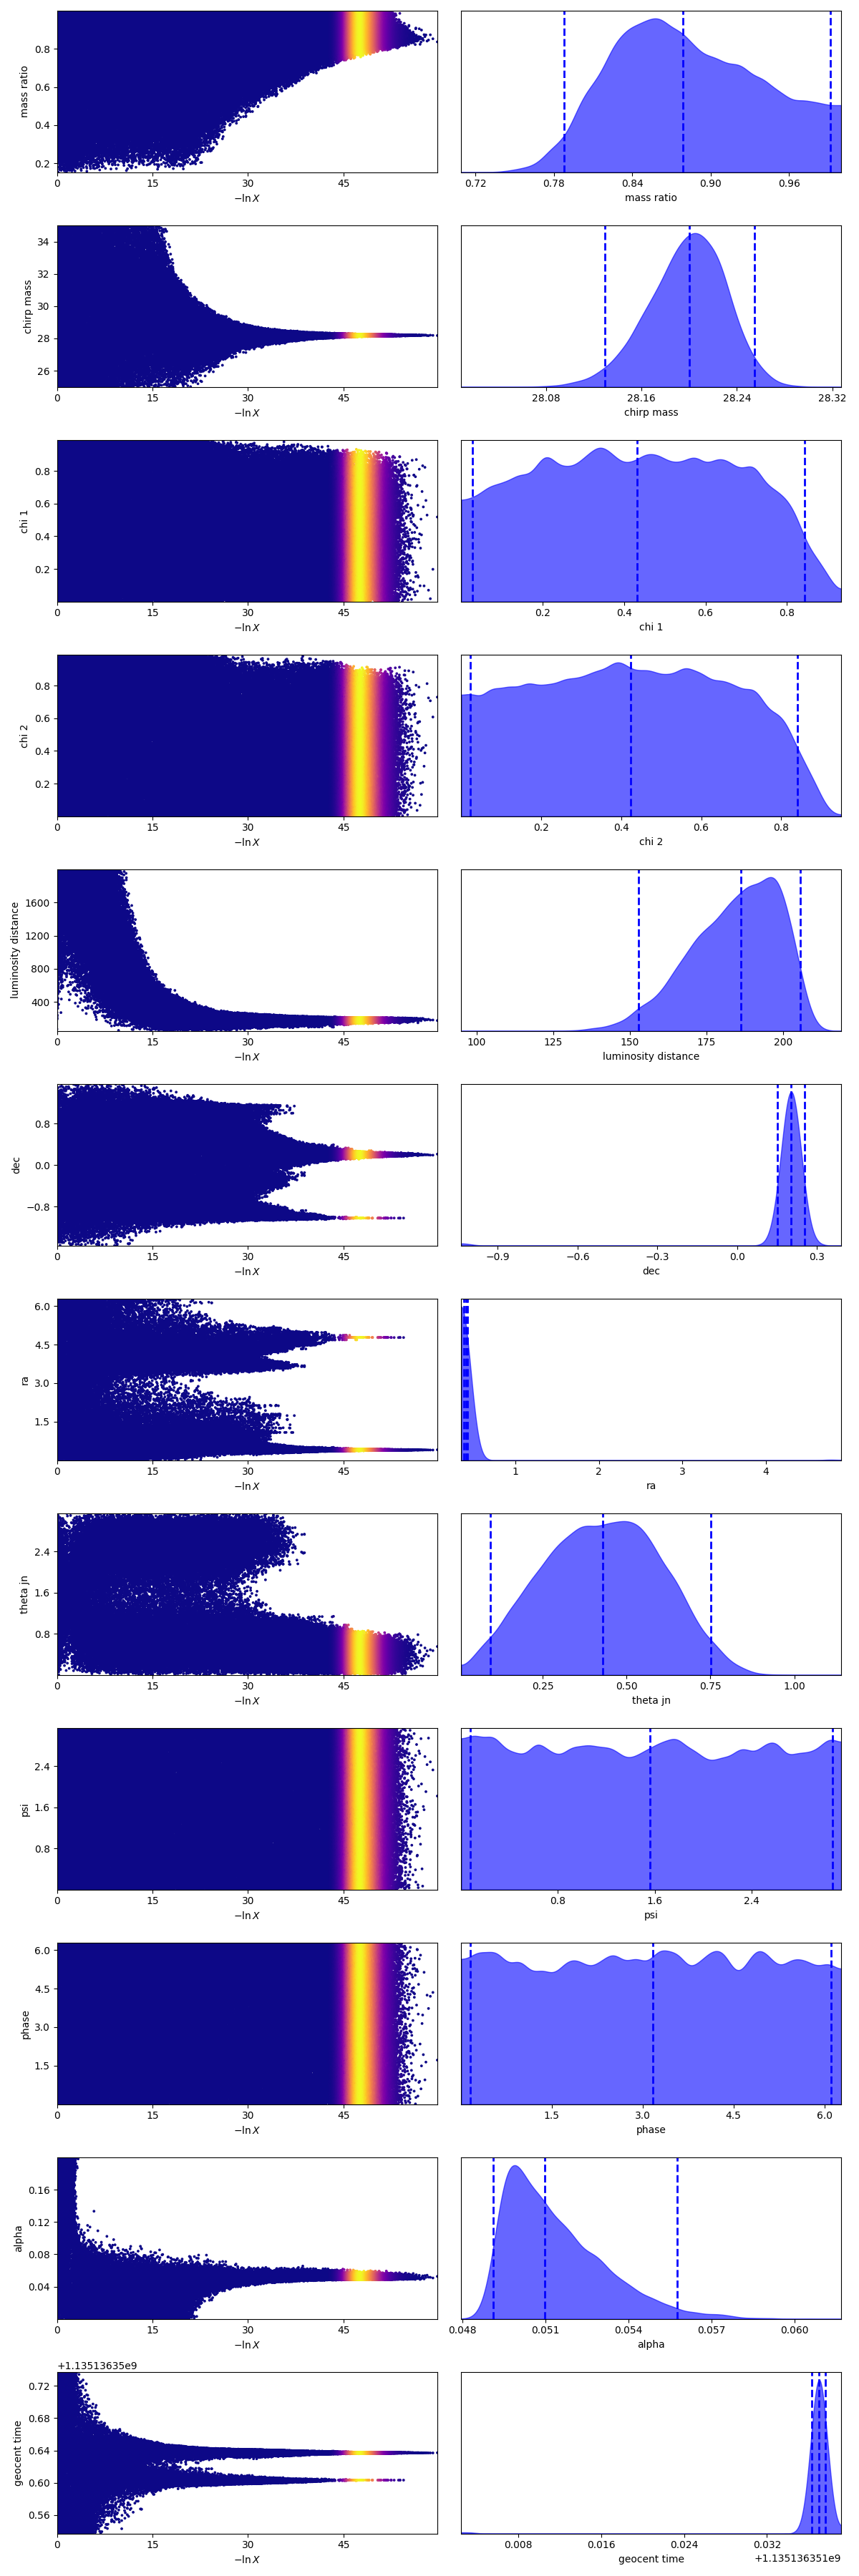 0.8
0.6
0.4
0.2
mass ratio
0 15 30 45
−ln X
0.72 0.78 0.84 0.90 0.96
mass ratio
34
32
30
28
26
chirp mass
0 15 30 45
−ln X
28.08 28.16 28.24 28.32
chirp mass
0.8
0.6
0.4
0.2
chi 1
0 15 30 45
−ln X
0.2 0.4 0.6 0.8
chi 1
0.8
0.6
0.4
0.2
chi 2
0 15 30 45
−ln X
0.2 0.4 0.6 0.8
chi 2
1600
1200
800
400
luminosity distance
0 15 30 45
−ln X
100 125 150 175 200
luminosity distance
0.8
0.0
−0.8
dec
0 15 30 45
−ln X
−0.9 −0.6 −0.3 0.0 0.3
dec
6.0
4.5
3.0
1.5
ra
0 15 30 45
−ln X
1 2 3 4
ra
2.4
1.6
0.8
theta jn
0 15 30 45
−ln X
0.25 0.50 0.75 1.00
theta jn
2.4
1.6
0.8
psi
0 15 30 45
−ln X
0.8 1.6 2.4
psi
6.0
4.5
3.0
1.5
phase
0 15 30 45
−ln X
1.5 3.0 4.5 6.0
phase
0.16
0.12
0.08
0.04
alpha
0 15 30 45
−ln X
0.048 0.051 0.054 0.057 0.060
alpha
+1.13513635e9
0.72
0.68
0.64
0.60
0.56
geocent time
0 15 30 45
−ln X
0.008 0.016 0.024 0.032
geocent time
+1.135136351e9